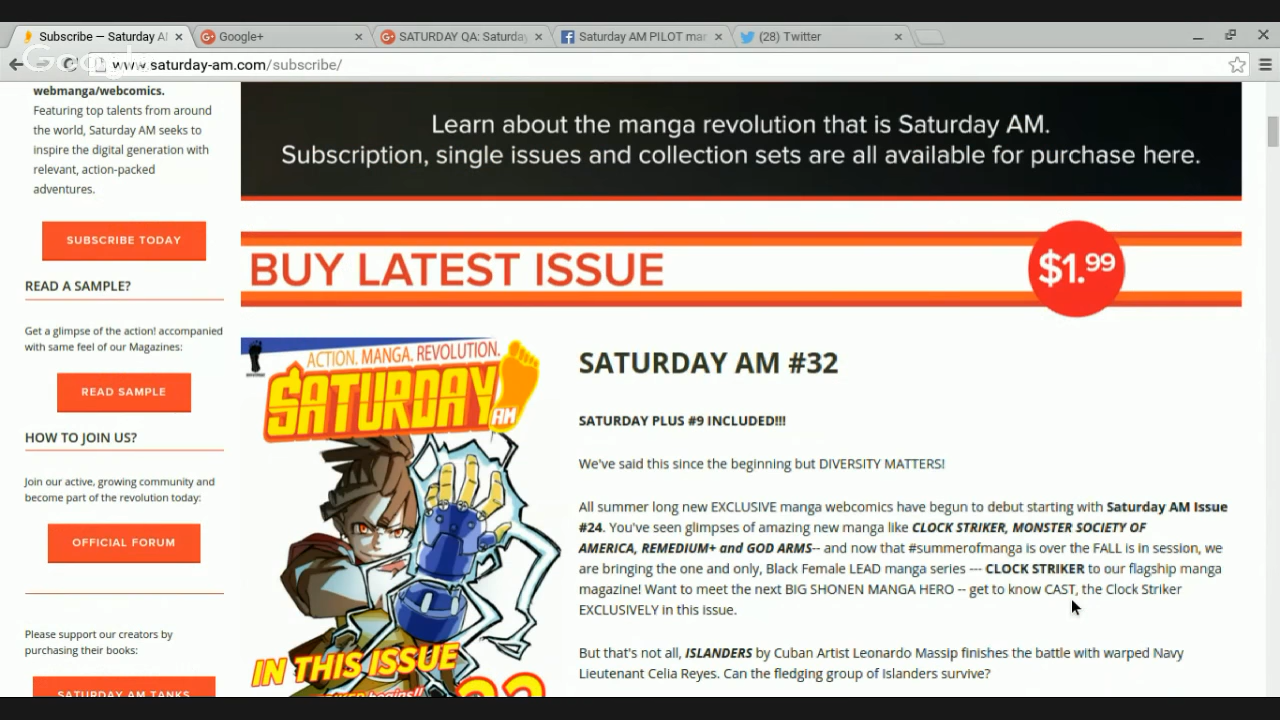 Subscribe — Saturday A
Google+
SATURDAY QA: Saturday
Facebook Saturday AM PILOT mar
(28) Twitter
Google
www.saturday-am.com/subscribe/
webmanga/webcomics.
Featuring top talents from around
the world, Saturday AM seeks to
inspire the digital generation with
relevant, action-packed
adventures.
SUBSCRIBE TODAY
READ A SAMPLE?
Get a glimpse of the action! accompanied
with same feel of our Magazines:
READ SAMPLE
HOW TO JOIN US?
Join our active, growing community and
become part of the revolution today:
OFFICIAL FORUM
Please support our creators by
purchasing their books:
SATURDAY AM TANKS
Learn about the manga revolution that is Saturday AM.
Subscription, single issues and collection sets are all available for purchase here.
BUY LATEST ISSUE
$1.99
ACTION. MANGA. REVOLUTION.
SATURDAY
AM
IN THIS ISSUE
begins!!
SATURDAY AM #32
SATURDAY PLUS #9 INCLUDED!!!
We've said this since the beginning but DIVERSITY MATTERS!
All summer long new EXCLUSIVE manga webcomics have begun to debut starting with Saturday AM Issue
#24. You've seen glimpses of amazing new manga like CLOCK STRIKER, MONSTER SOCIETY OF
AMERICA, REMEDIUM+ and GOD ARMS-- and now that #summerofmanga is over the FALL is in session, we
are bringing the one and only, Black Female LEAD manga series --- CLOCK STRIKER to our flagship manga
magazine! Want to meet the next BIG SHONEN MANGA HERO -- get to know CAST, the Clock Striker
EXCLUSIVELY in this issue.
But that's not all, ISLANDERS by Cuban Artist Leonardo Massip finishes the battle with warped Navy
Lieutenant Celia Reyes. Can the fledging group of Islanders survive?